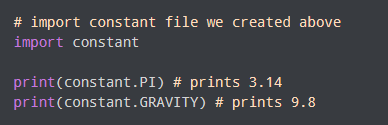 # import constant file we created above
import constant

print(constant.PI) # prints 3.14
print(constant.GRAVITY) # prints 9.8